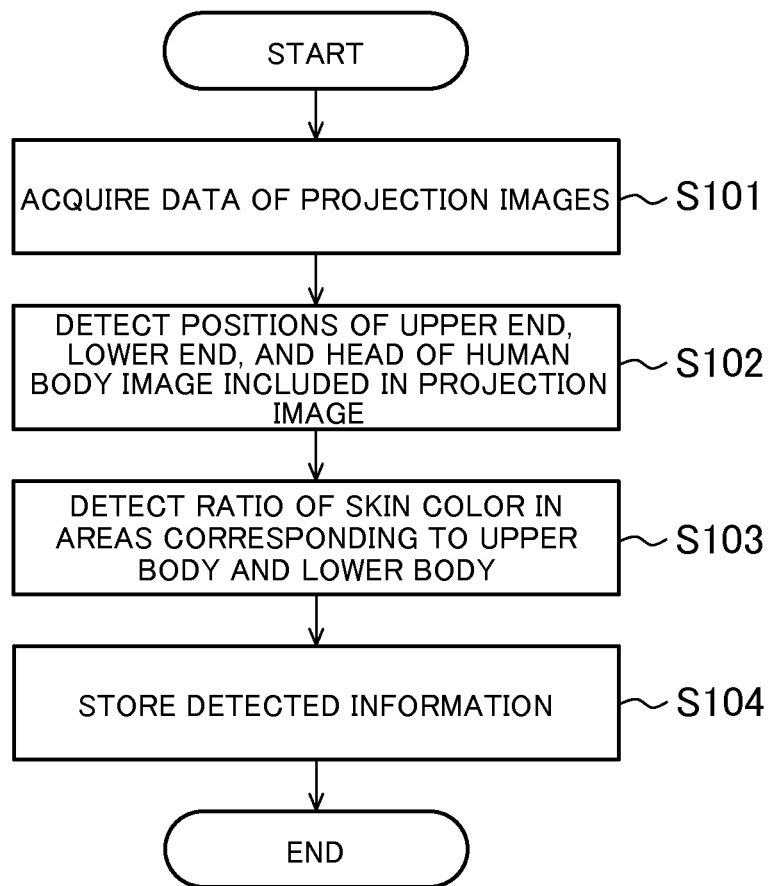 START
ACQUIRE DATA OF PROJECTION IMAGES
S101
DETECT POSITIONS OF UPPER END,
LOWER END, AND HEAD OF HUMAN
BODY IMAGE INCLUDED IN PROJECTION
IMAGE
S102
DETECT RATIO OF SKIN COLOR IN
AREAS CORRESPONDING TO UPPER
BODY AND LOWER BODY
S103
STORE DETECTED INFORMATION
S104
END